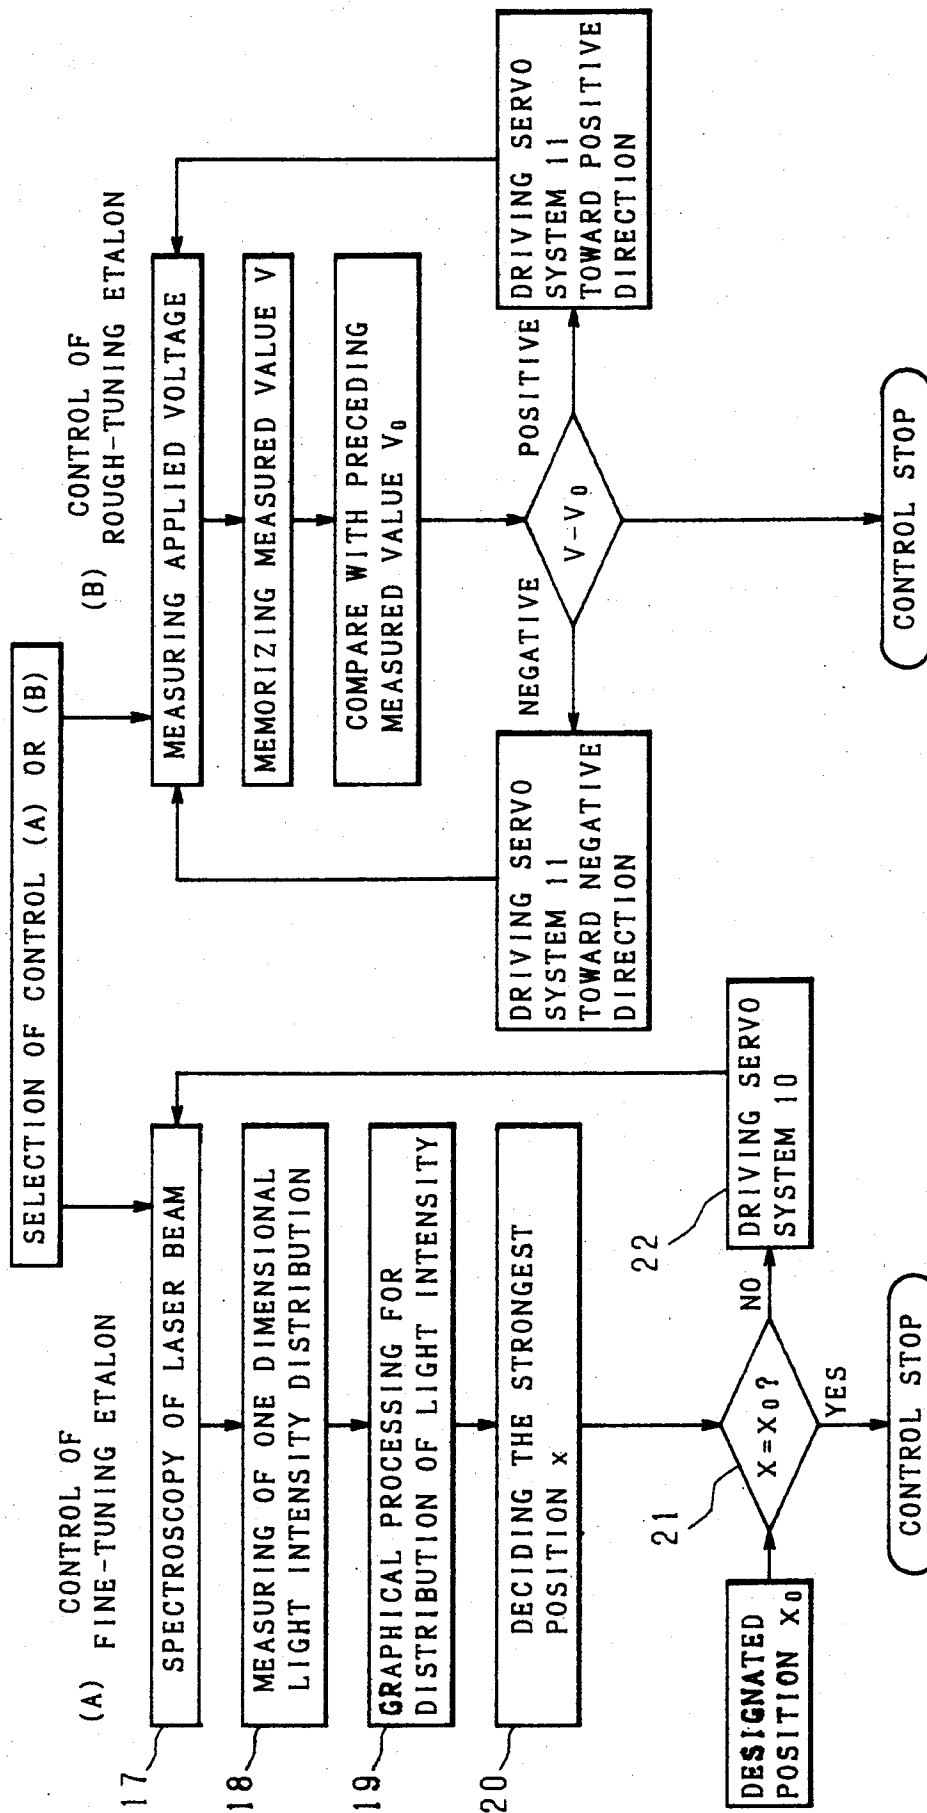 SELECTION OF CONTROL (A) OR (B)
CONTROL OF
(A) FINE-TUNING ETALON
17
SPECTROSCOPY OF LASER BEAM
18
MEASURING OF ONE DIMENSIONAL
LIGHT INTENSITY DISTRIBUTION
19
GRAPHICAL PROCESSING FOR
DISTRIBUTION OF LIGHT INTENSITY
20
DECIDING THE STRONGEST
POSITION x
DESIGNATED
POSITION X0
21
X=X0?
NO
YES
22
DRIVING SERVO
SYSTEM 10
CONTROL STOP
CONTROL OF
(B) ROUGH-TUNING ETALON
MEASURING APPLIED VOLTAGE
MEMORIZING MEASURED VALUE V
COMPARE WITH PRECEDING
MEASURED VALUE V0
V-V0
NEGATIVE
POSITIVE
DRIVING SERVO
SYSTEM 11
TOWARD NEGATIVE
DIRECTION
DRIVING SERVO
SYSTEM 11
TOWARD POSITIVE
DIRECTION
CONTROL STOP